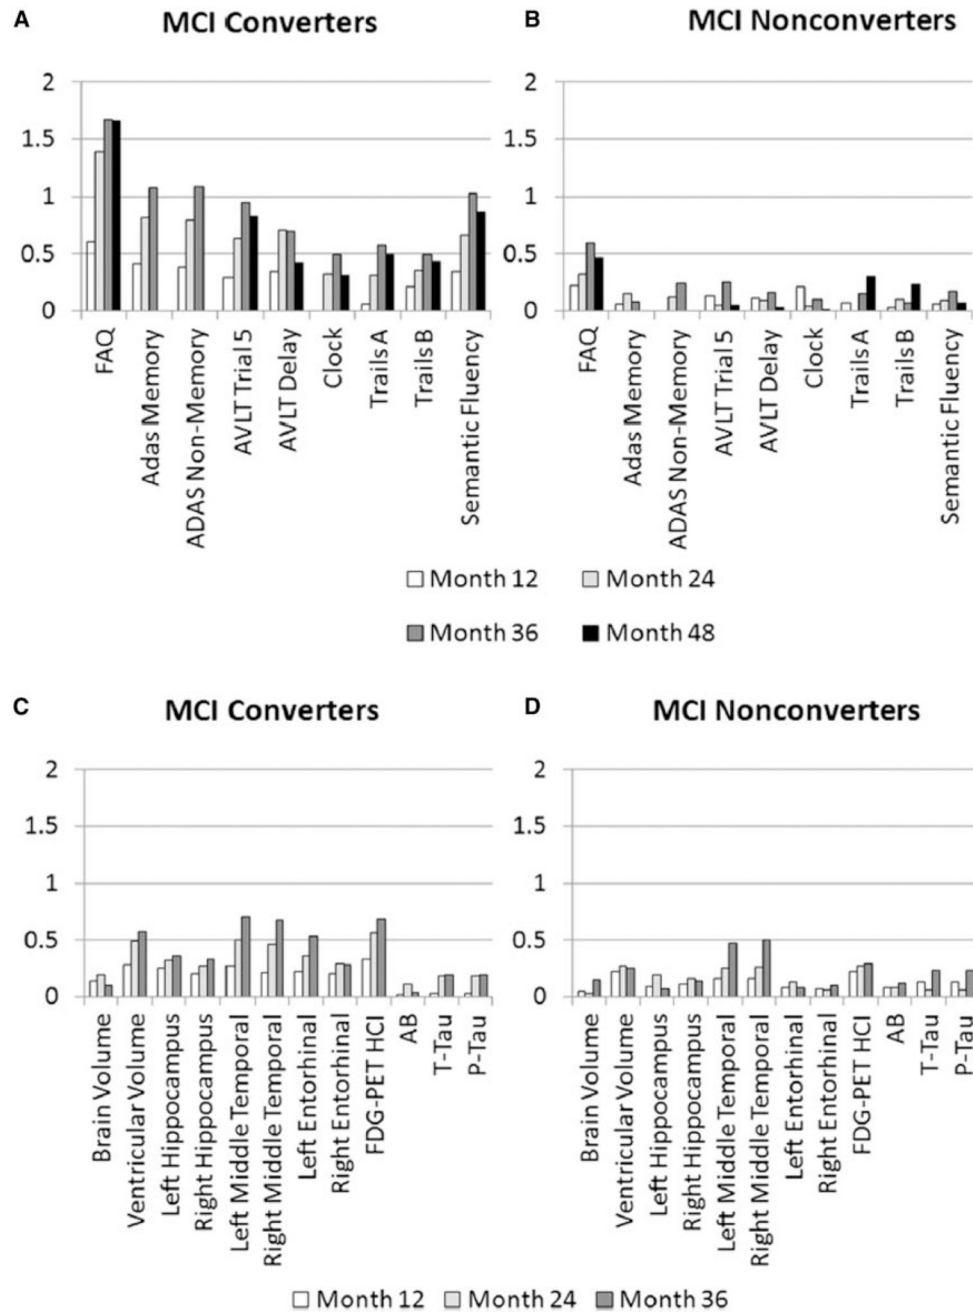 A MCI Converters
2
1.5
1
0.5
0
FAQ
Adas Memory
ADAS Non-Memory
AVLT Trial 5
AVLT Delay
Clock
Trails A
Trails B
Semantic Fluency
B MCI Nonconverters
2
1.5
1
0.5
0
FAQ
Adas Memory
ADAS Non-Memory
AVLT Trial 5
AVLT Delay
Clock
Trails A
Trails B
Semantic Fluency
Month 12 Month 24
Month 36 Month 48
C MCI Converters
2
1.5
1
0.5
0
Brain Volume
Ventricular Volume
Left Hippocampus
Right Hippocampus
Left Middle Temporal
Right Middle Temporal
Left Entorhinal
Right Entorhinal
FDG-PET HCI
AB
T-Tau
P-Tau
D MCI Nonconverters
2
1.5
1
0.5
0
Brain Volume
Ventricular Volume
Left Hippocampus
Right Hippocampus
Left Middle Temporal
Right Middle Temporal
Left Entorhinal
Right Entorhinal
FDG-PET HCI
AB
T-Tau
P-Tau
Month 12 Month 24 Month 36